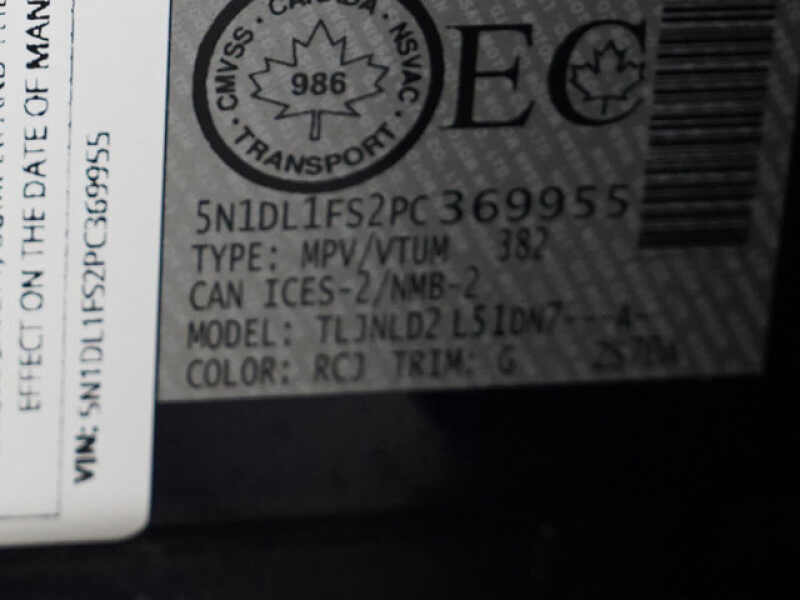 EFFECT ON THE DATE OF MAN
VIN: 5N1DL1FS2PC369955
CMVSS · CANADA · NSVAC · TRANSPORT ·
986
EC
5N1DL1FS2PC369955
TYPE: MPV/VTUM 382
CAN ICES-2/NMB-2
MODEL: TLJNLD2 L51DN7---A-
COLOR: RCJ TRIM: G